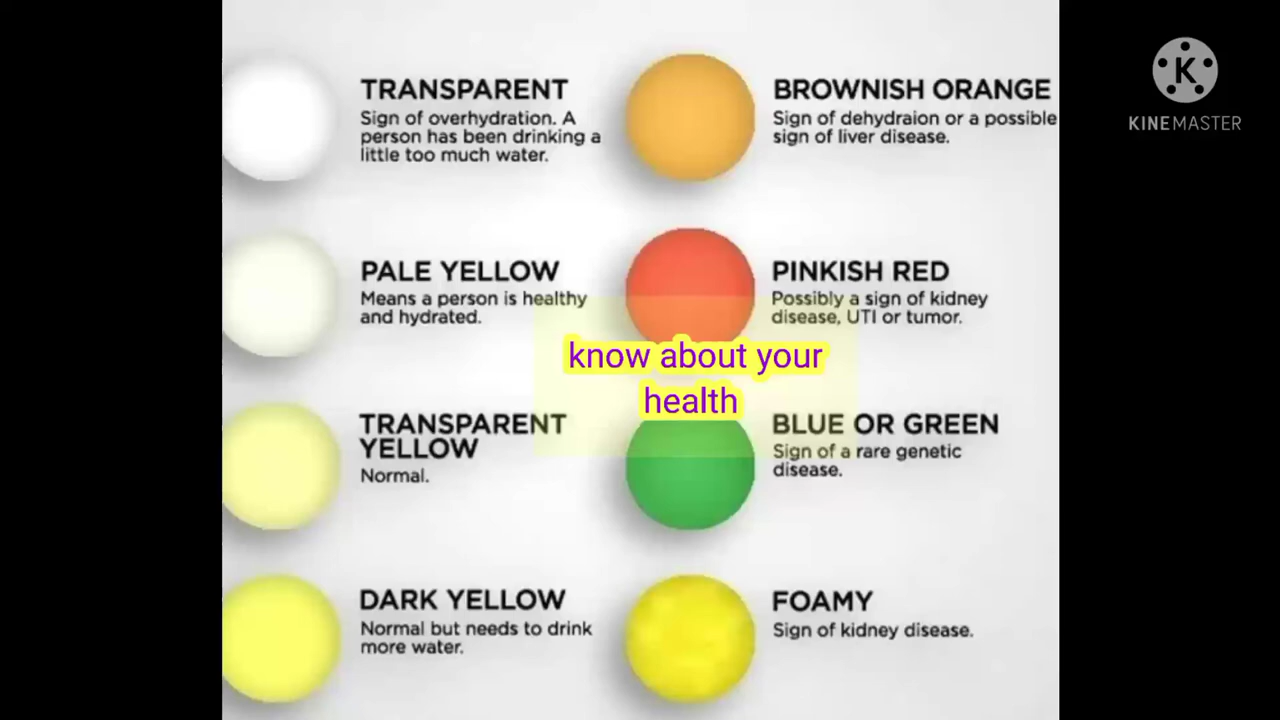 TRANSPARENT
Sign of overhydration. A
person has been drinking a
little too much water.
PALE YELLOW
Means a person is healthy
and hydrated.
TRANSPARENT
YELLOW
Normal.
DARK YELLOW
Normal but needs to drink
more water.
BROWNISH ORANGE
Sign of dehydraion or a possible
sign of liver disease.
PINKISH RED
Possibly a sign of kidney
disease, UTI or tumor.
know about your
health
BLUE OR GREEN
Sign of a rare genetic
disease.
FOAMY
Sign of kidney disease.
K
KINEMASTER